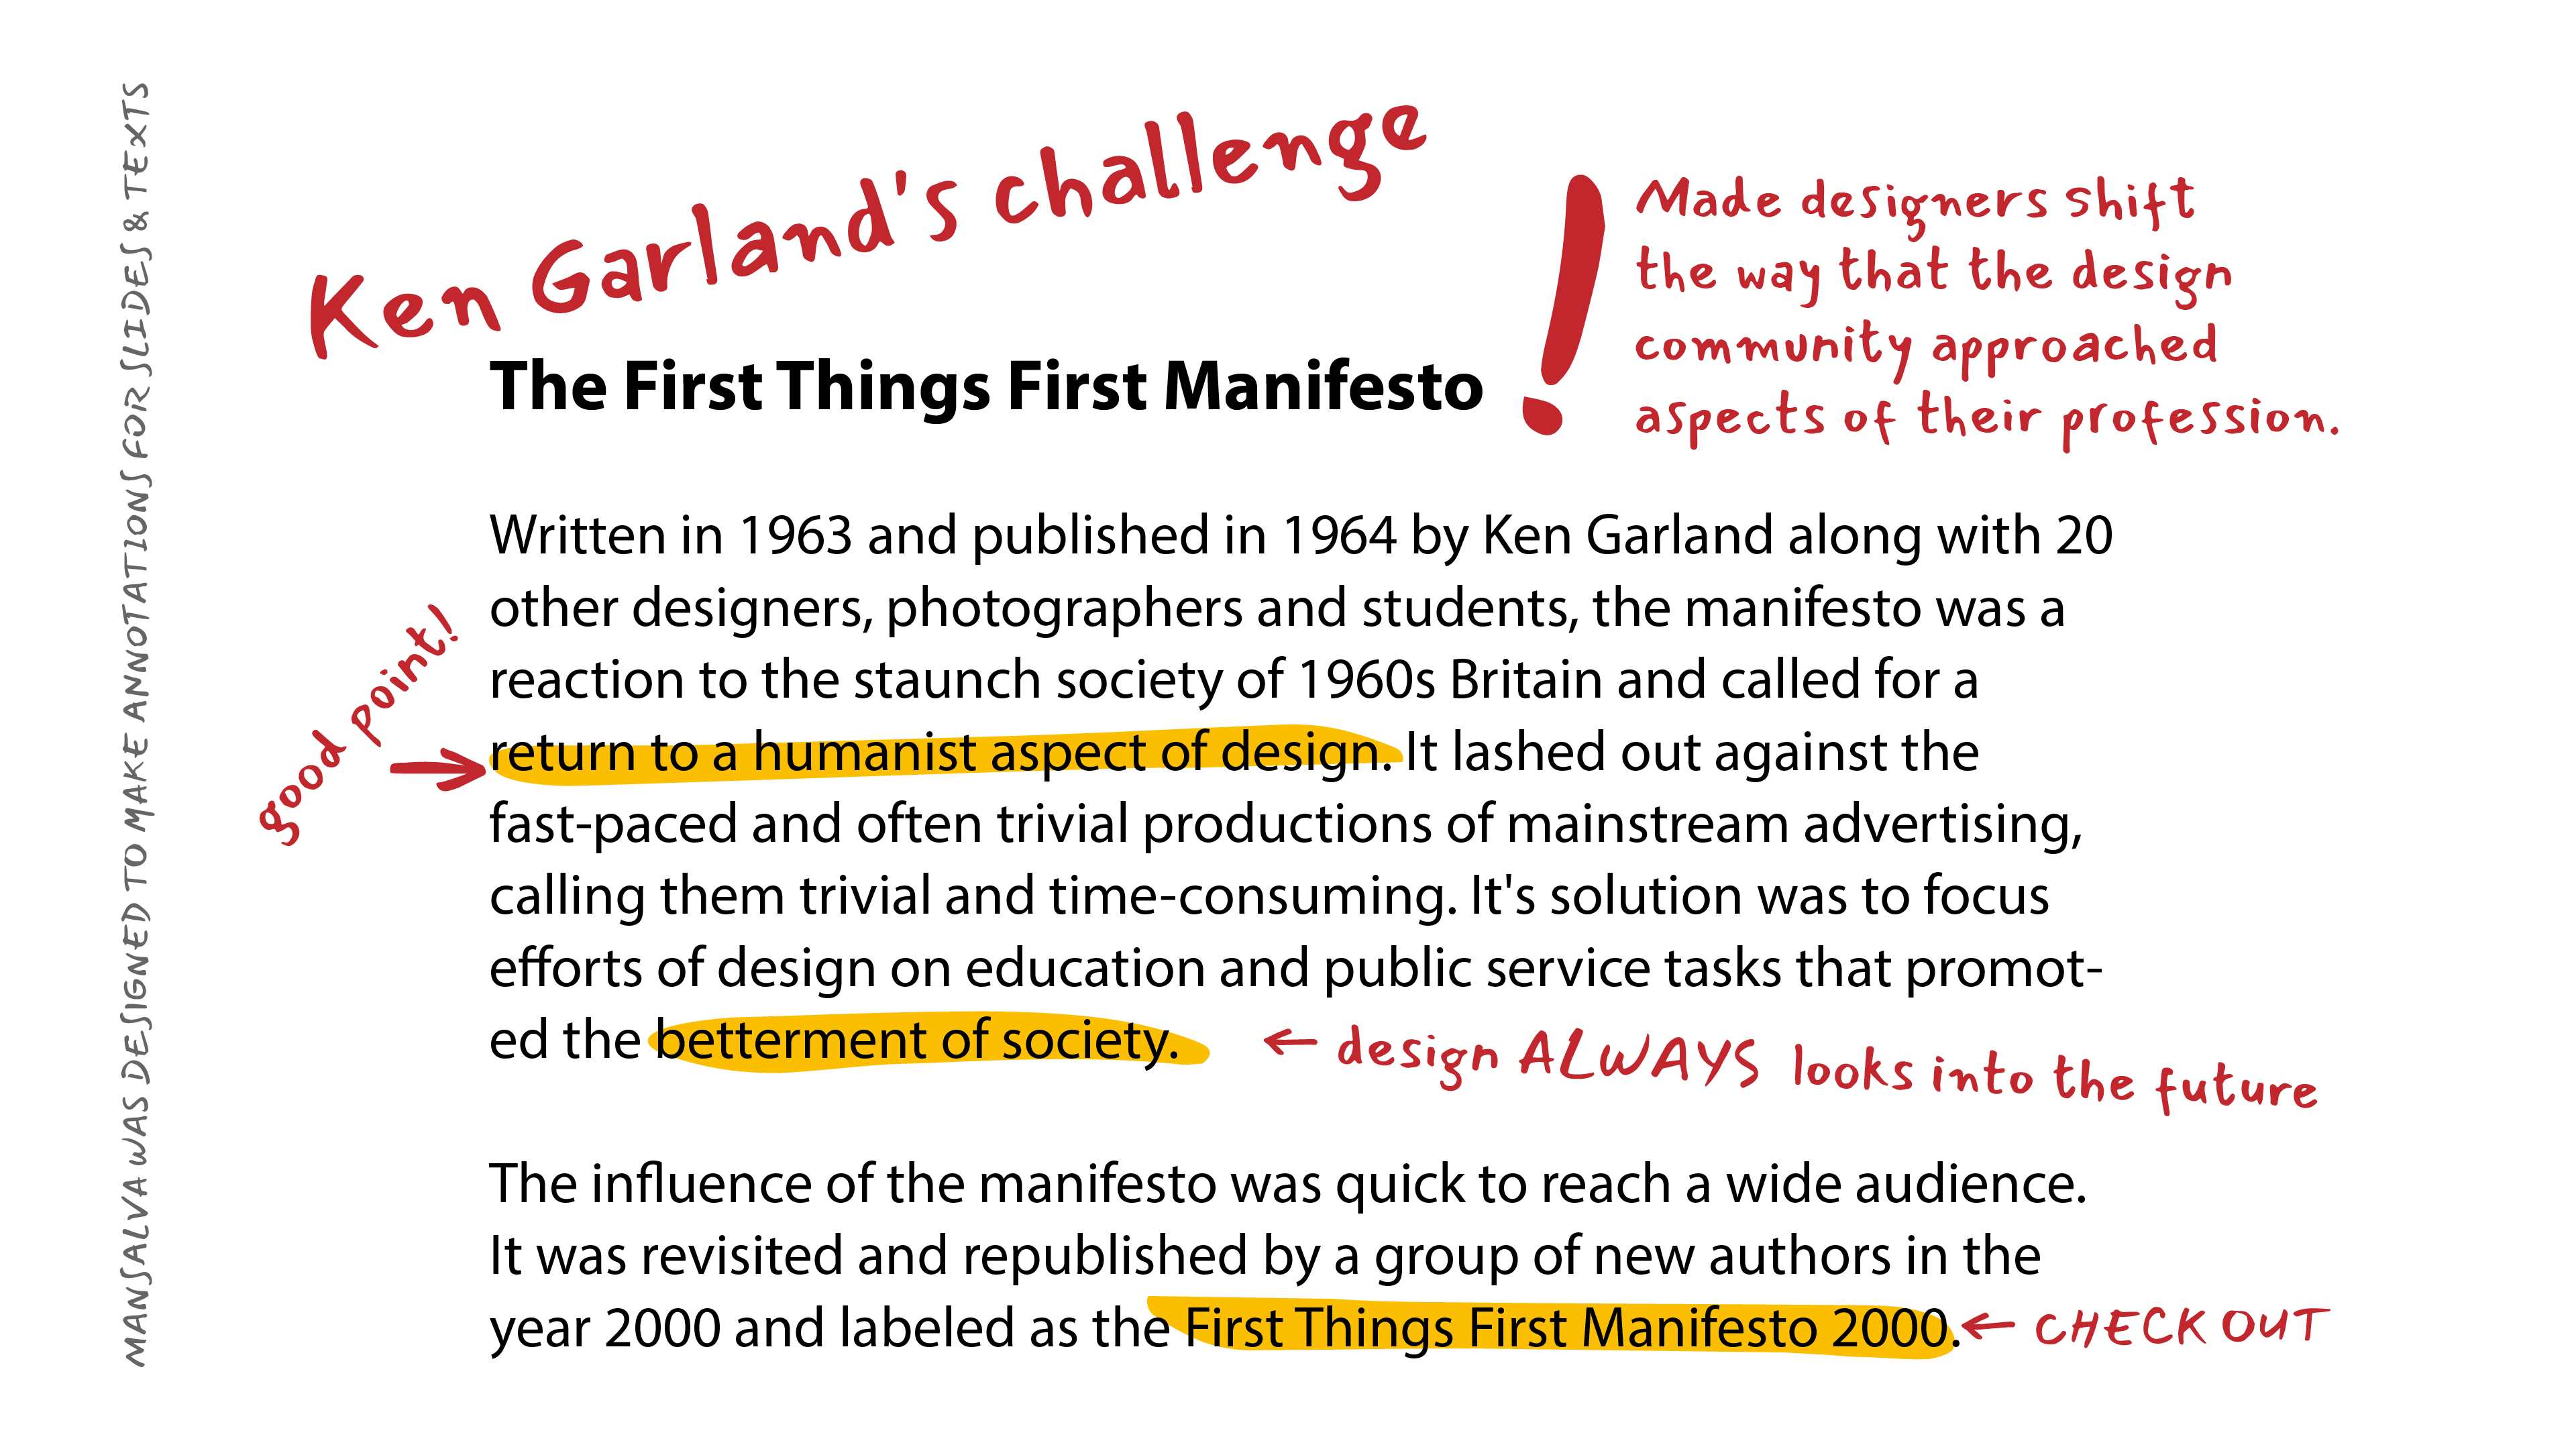 MANSALVA WAS DESIGNED TO MAKE ANNOTATIONS FOR SLIDES & TEXTS
Ken Garland's challenge
The First Things First Manifesto
!
Made designers shift
the way that the design
community approached
aspects of their profession.
Written in 1963 and published in 1964 by Ken Garland along with 20
other designers, photographers and students, the manifesto was a
reaction to the staunch society of 1960s Britain and called for a
good point!
→ return to a humanist aspect of design. It lashed out against the
fast-paced and often trivial productions of mainstream advertising,
calling them trivial and time-consuming. It's solution was to focus
efforts of design on education and public service tasks that promot-
ed the betterment of society. ← design ALWAYS looks into the future
The influence of the manifesto was quick to reach a wide audience.
It was revisited and republished by a group of new authors in the
year 2000 and labeled as the First Things First Manifesto 2000. ← CHECK OUT